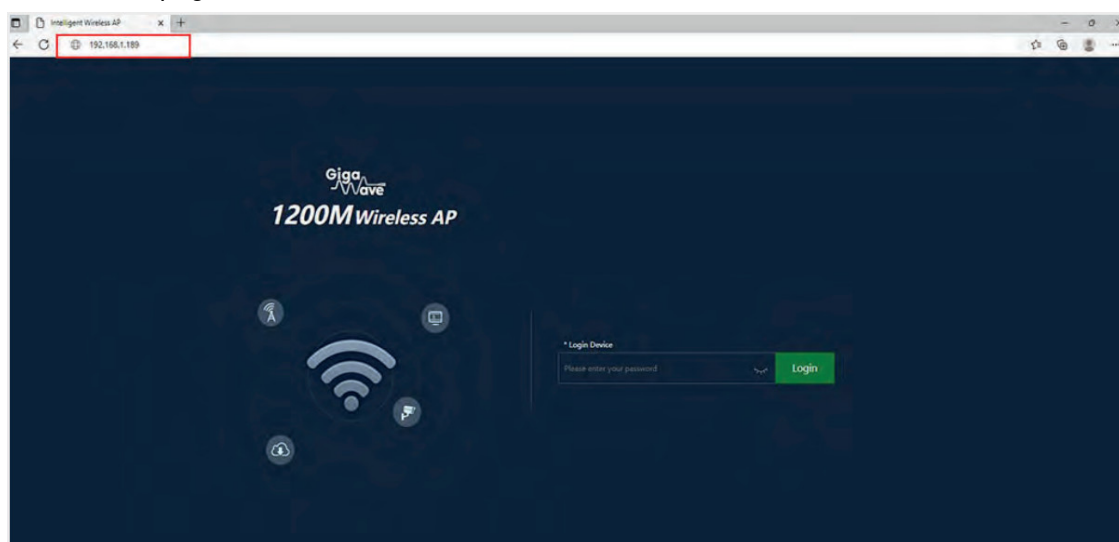 Intelligent Wireless AP
192.168.1.189
Giga
Wave
1200M Wireless AP
* Login Device
Please enter your password
Login